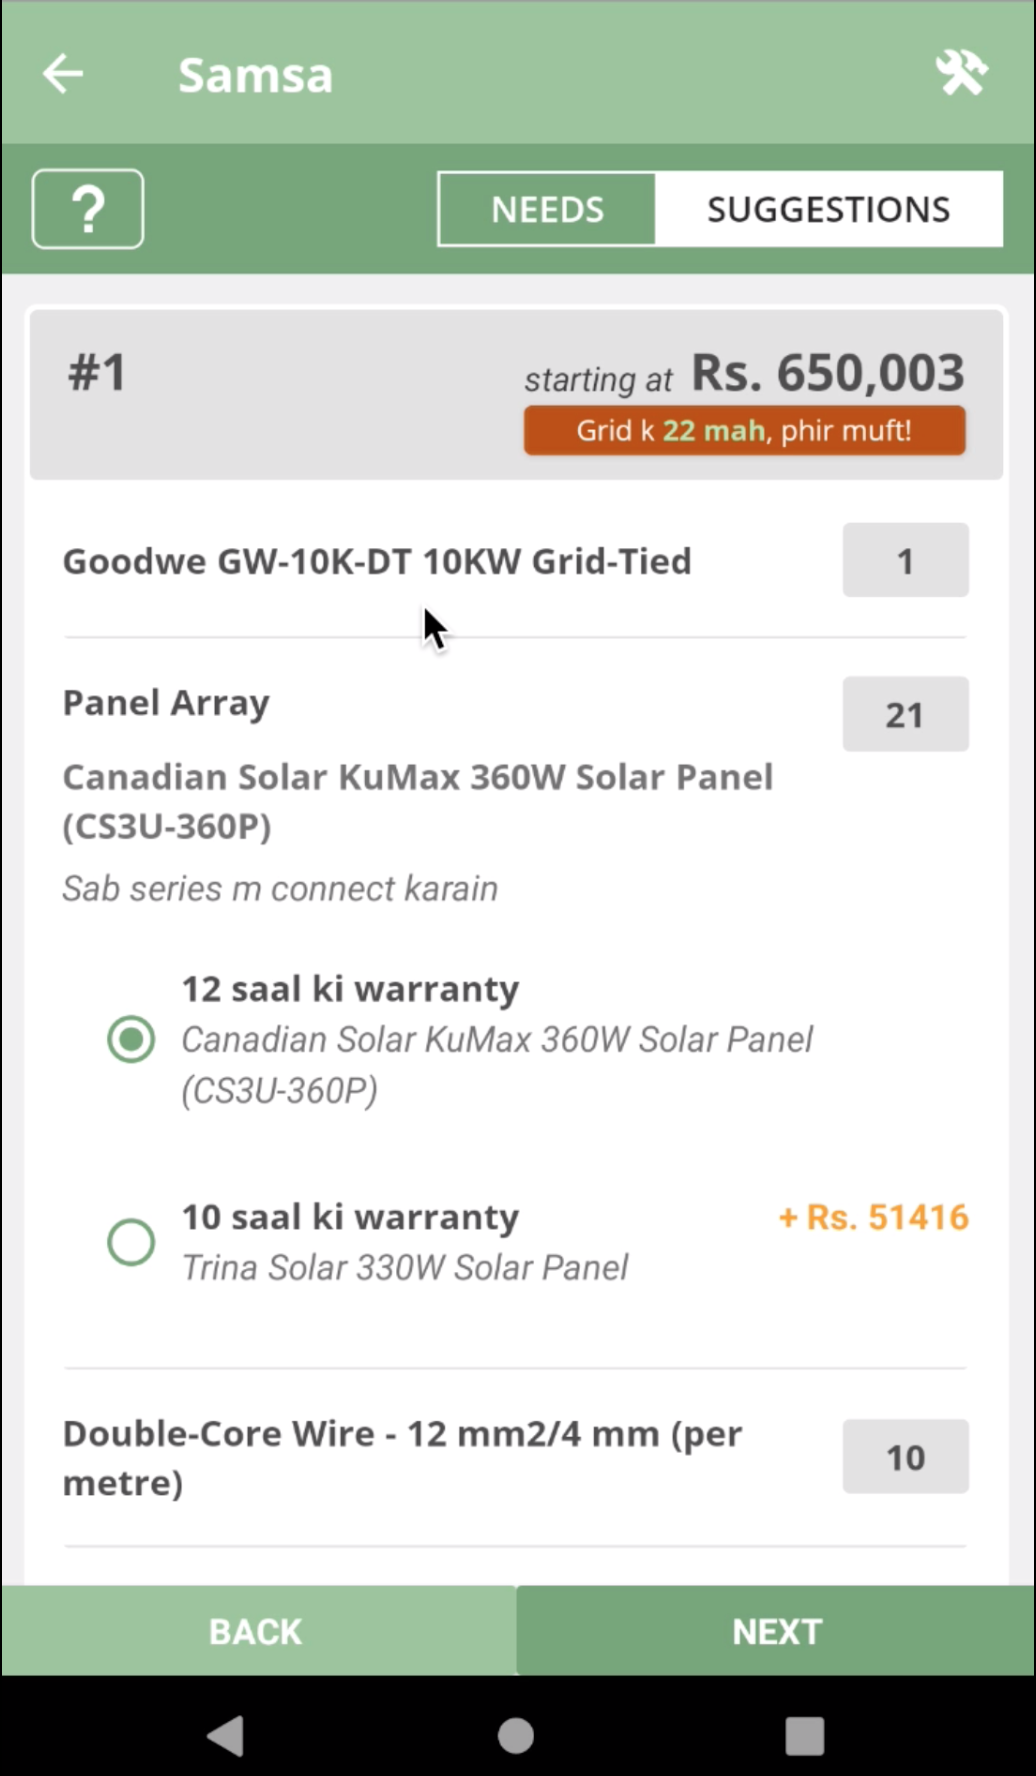 Samsa
?
NEEDS
SUGGESTIONS
#1
starting at Rs. 650,003
Grid k 22 mah, phir muft!
Goodwe GW-10K-DT 10KW Grid-Tied
1
Panel Array
21
Canadian Solar KuMax 360W Solar Panel
(CS3U-360P)
Sab series m connect karain
12 saal ki warranty
Canadian Solar KuMax 360W Solar Panel
(CS3U-360P)
10 saal ki warranty
+ Rs. 51416
Trina Solar 330W Solar Panel
Double-Core Wire - 12 mm2/4 mm (per
metre)
10
BACK
NEXT